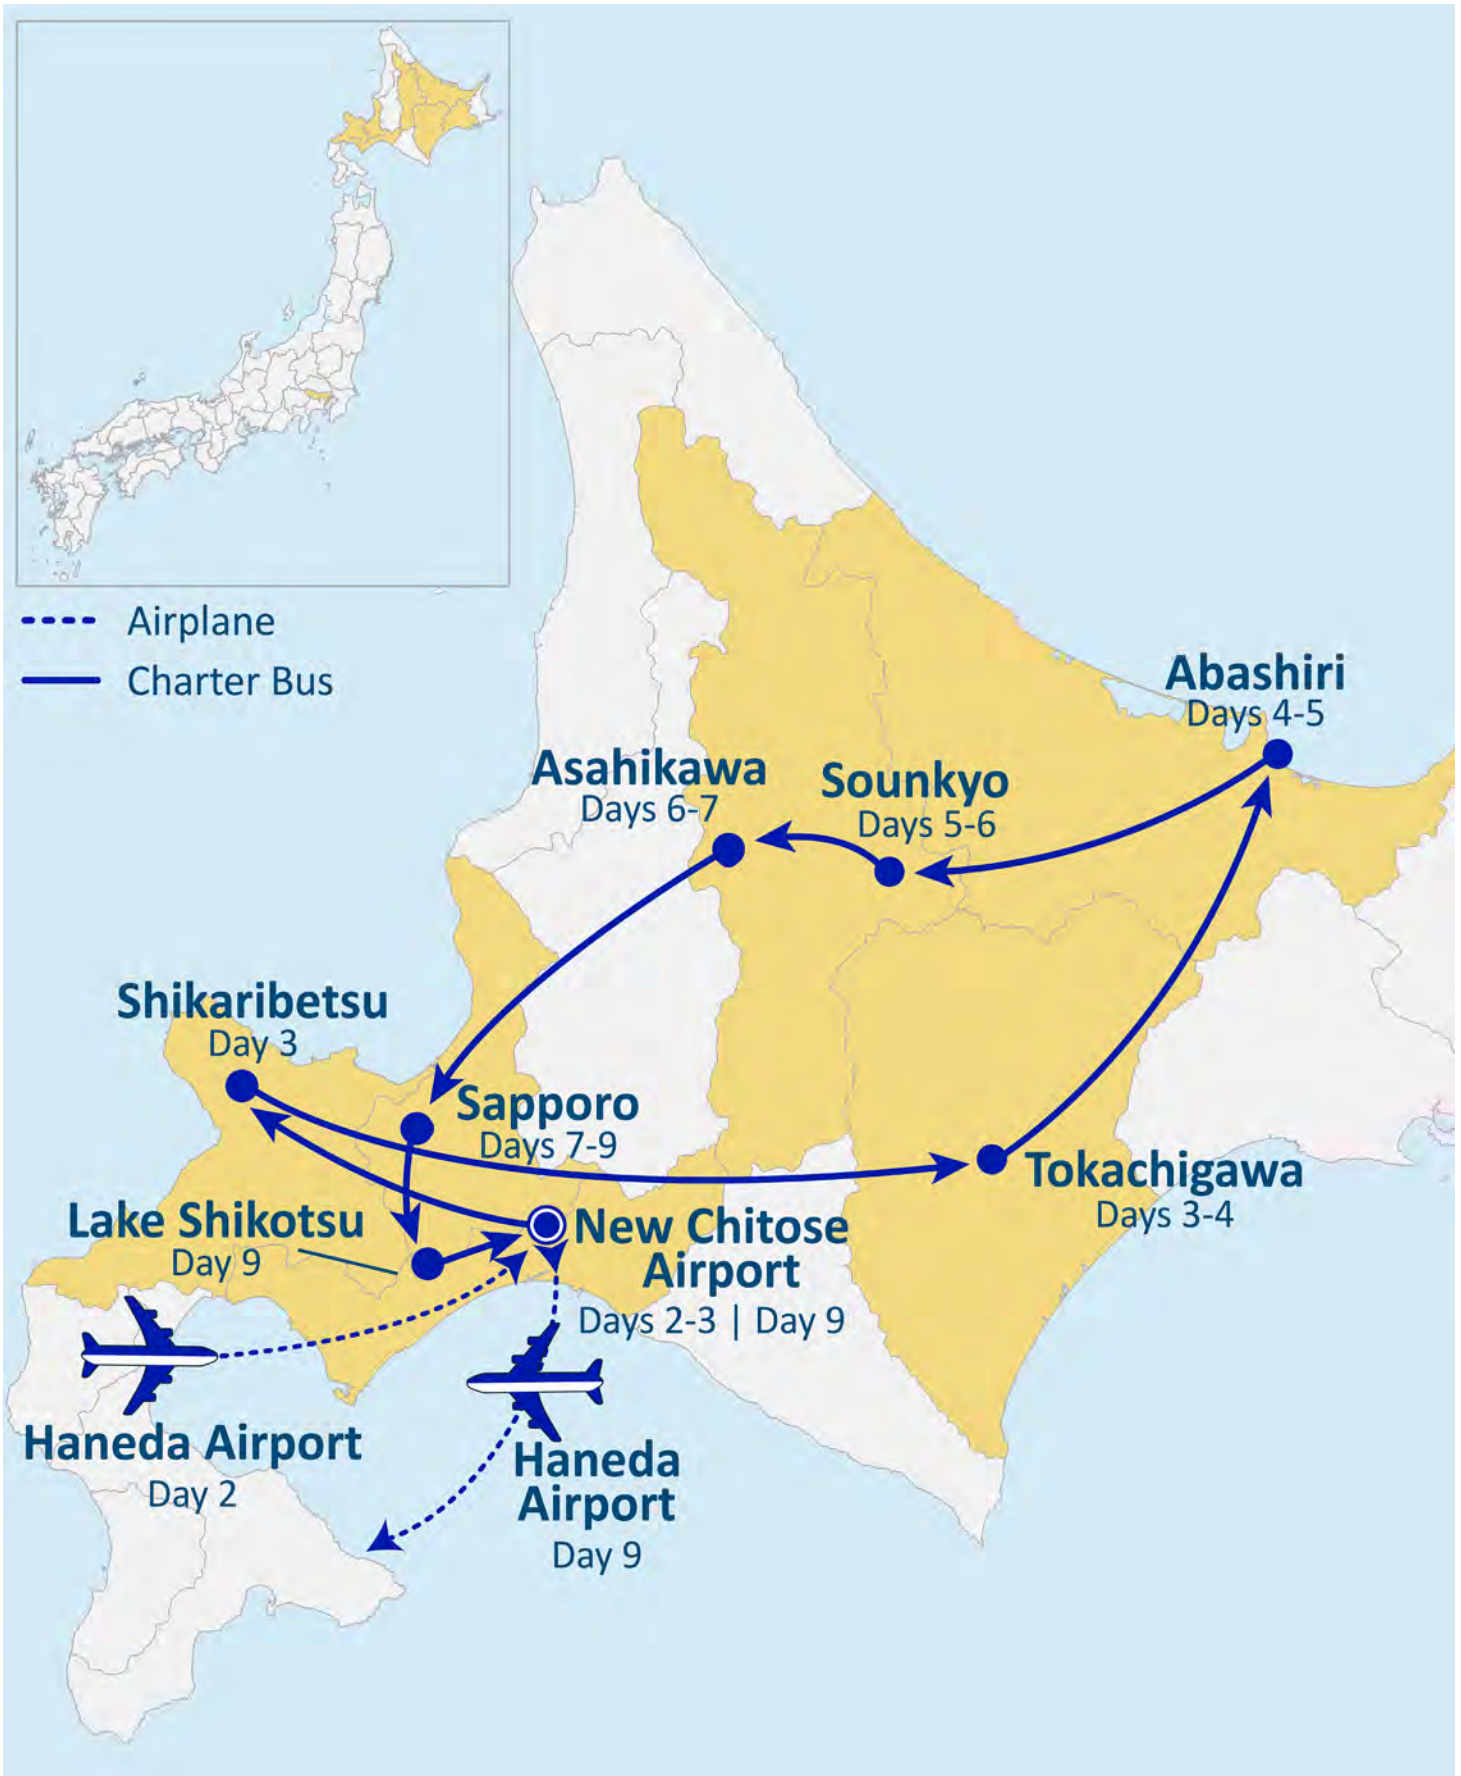 Airplane
Charter Bus
Abashiri
Days 4-5
Asahikawa
Days 6-7
Sounkyo
Days 5-6
Shikaribetsu
Day 3
Sapporo
Days 7-9
Tokachigawa
Days 3-4
Lake Shikotsu
Day 9
New Chitose
Airport
Days 2-3 | Day 9
Haneda Airport
Day 2
Haneda
Airport
Day 9